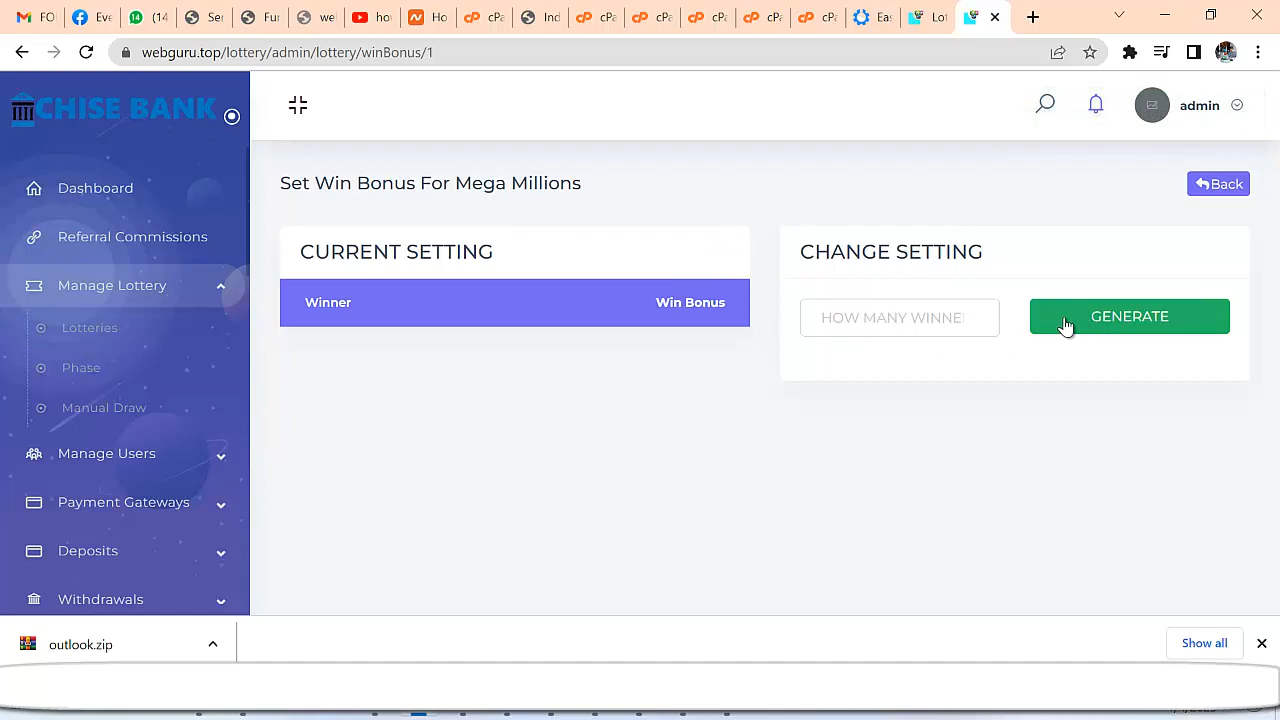 FO
Eve
(14
Se
Fur
we
ho
Ho
cPa
Ind
cPa
cPa
cPa
cPa
cPa
Eas
Lot
webguru.top/lottery/admin/lottery/winBonus/1
CHISE BANK
admin
Dashboard
Referral Commissions
Manage Lottery
Lotteries
Phase
Manual Draw
Manage Users
Payment Gateways
Deposits
Withdrawals
Set Win Bonus For Mega Millions
Back
CURRENT SETTING
Winner Win Bonus
CHANGE SETTING
HOW MANY WINNE
GENERATE
outlook.zip
Show all